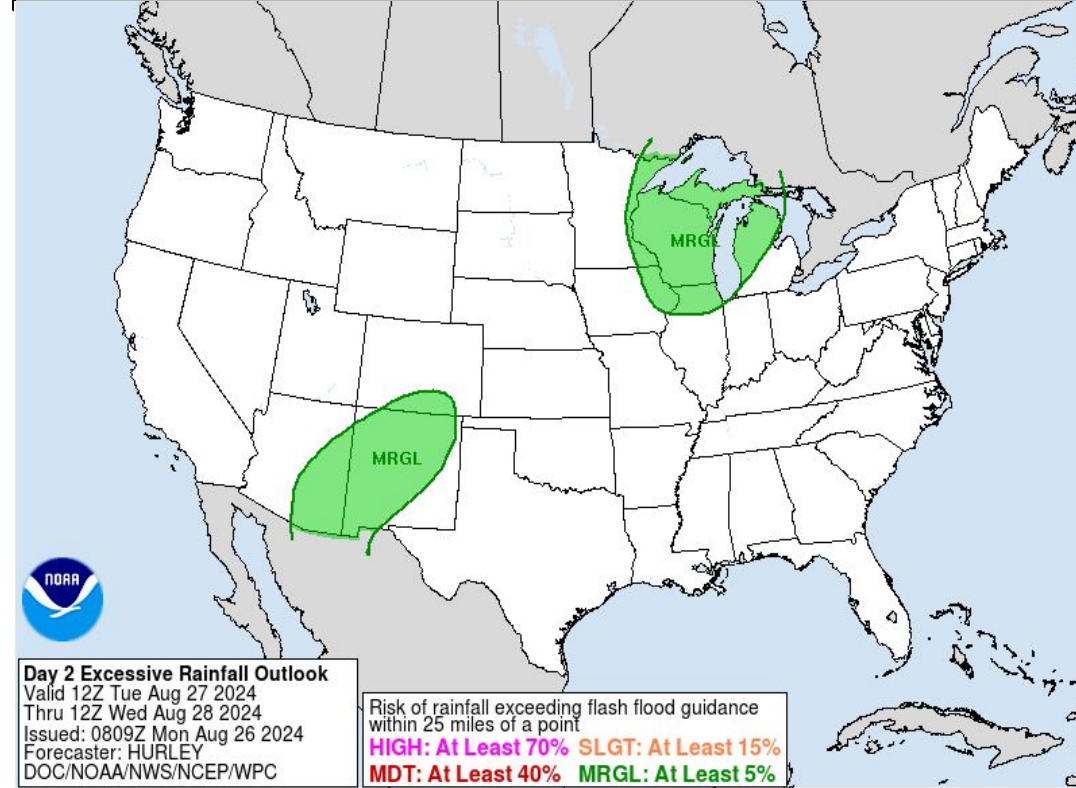 MRGL
MRGL
NOAA
Day 2 Excessive Rainfall Outlook
Valid 12Z Tue Aug 27 2024
Thru 12Z Wed Aug 28 2024
Issued: 0809Z Mon Aug 26 2024
Forecaster: HURLEY
DOC/NOAA/NWS/NCEP/WPC
Risk of rainfall exceeding flash flood guidance
within 25 miles of a point
HIGH: At Least 70% SLGT: At Least 15%
MDT: At Least 40% MRGL: At Least 5%